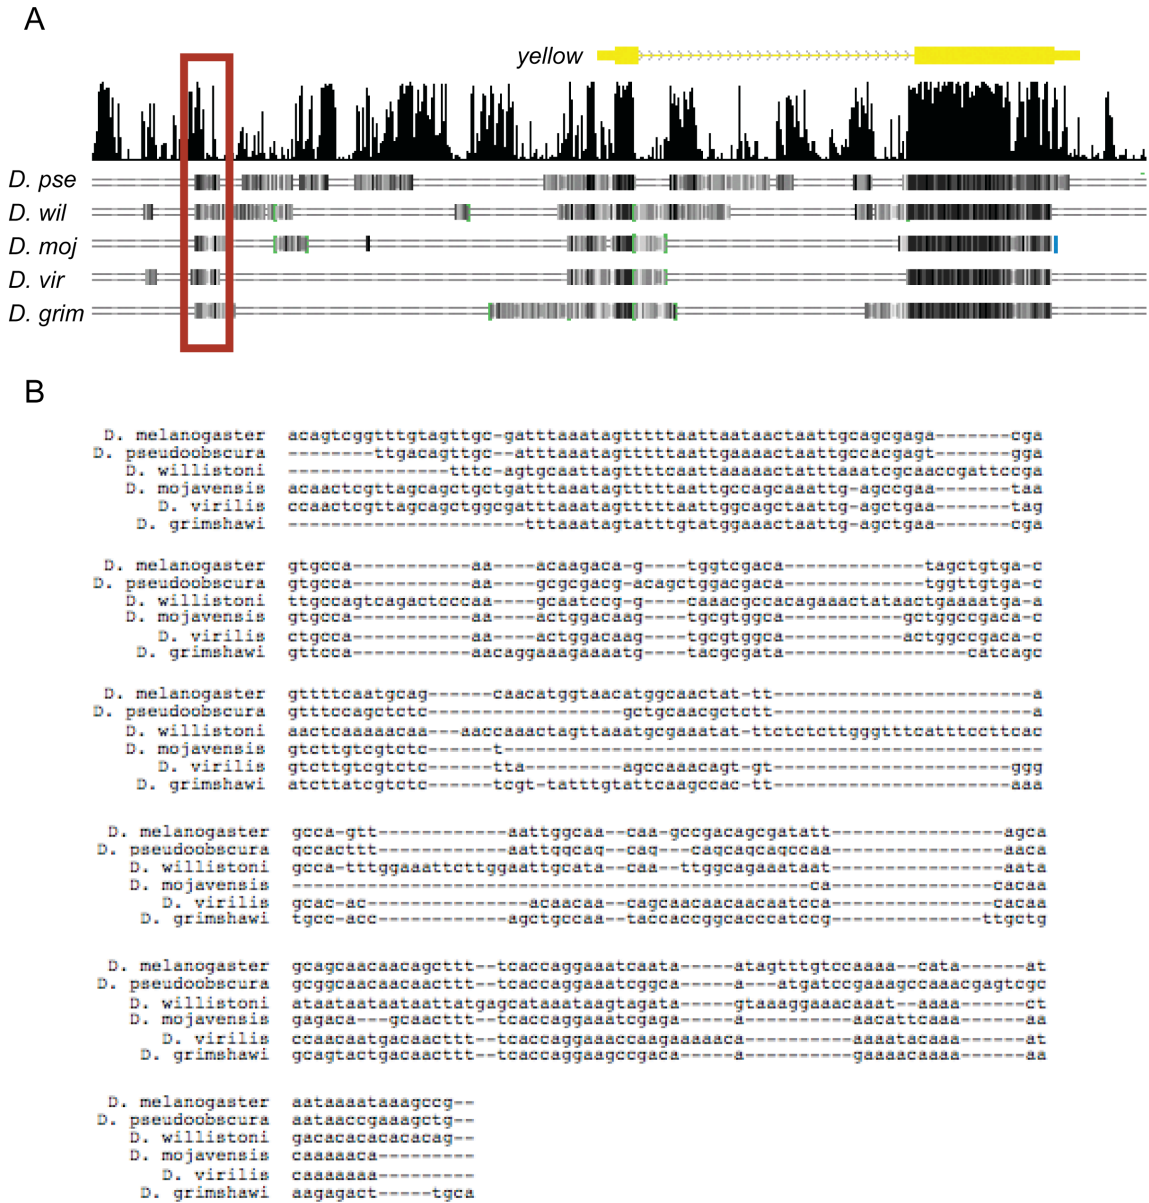 A
yellow
D. pse
D. wil
D. moj
D. vir
D. grim
B
D. melanogaster acagtcggtttgtagttgc-gatttaaatagtttttaattaataactaattgcagcgaga-------cga
D. pseudoobscura --------ttgacagttgc--atttaaatagttttaattgaaaactaattgccacgagt-------gga
D. willistoni ---------------tttc-agtgcaattagttttcaattaaaaactatttaaatcgcaaccgattccga
D. mojavensis acaactcgttagcagctgctgatttaaatagtttttaattgccagcaaattg-agccgaa-------taa
D. virilis ccaactcgttagcagctggcgatttaaatagtttttaattggcagctaattg-agctgaa-------tag
D. grimshawi ----------------------tttaaatagtatttgtatggaaactaattg-agctgaa-------cga
D. melanogaster gtgcca-----------aa----acaagaca-g----tggtcgaca-------------tagctgtga-c
D. pseudoobscura gtgcca-----------aa----gcgcgacg-acagctggacgaca-------------tggttgtga-c
D. willistoni ttgccagtcagactcccaa----gcaatccg-g----caaacgccacagaaactataactgaaaatga-a
D. mojavensis gtgcca-----------aa----actggacaag----tgcgtggca-----------gctggccgaca-c
D. virilis ctgcca-----------aa----actggacaag----tgcgtggca-----------actggccgaca-c
D. grimshawi gttcca-----------aacaggaaagaaaatg----tacgcgata-----------------catcagc
D. melanogaster gttttcaatgcag------caacatggtaacatggcaactat-tt------------------------a
D. pseudoobscura gtttccagctctc------------------gctgcaacgctctt------------------------a
D. willistoni aactcaaaaacaa---aaccaaactagttaaatgcgaaatat-ttctctcttgggtttcatttccttcac
D. mojavensis gtcttgtcgtctc------t--------------------------------------------------
D. virilis gtcttgtcgtctc------tta---------agccaaacagt-gt----------------------ggg
D. grimshawi atcttatcgtctc------tcgt-tatttgtattcaagccac-tt----------------------aaa
D. melanogaster gcca-gtt------------aattggcaa--caa-gccgacagcgatatt----------------agca
D. pseudoobscura gccacttt------------aattggcag--cag---cagcagcagccaa----------------aaca
D. willistoni gcca-tttggaaattcttggaattgcata--caa--ttggcagaaataat----------------aata
D. mojavensis ------------------------------------------------ca---------------cacaa
D. virilis gcac-ac---------------acaacaa--cagcaacaacaacaatcca---------------cacaa
D. grimshawi tgcc-acc------------agctgccaa--taccaccggcacccatccg--------------ttgctg
D. melanogaster gcagcaacaacagcttt--tcaccaggaaatcaata-----atagtttgtccaaaa--cata------at
D. pseudoobscura gcggcaacaacaacttt--tcaccaggaaatcggca-----a---atgatccgaaagccaaacgagtcgc
D. willistoni ataataataataattatgagcataaataagtagata-----gtaaaggaaacaaat--aaaa------ct
D. mojavensis gagaca---gcaacttt--tcaccaggaaatcgaga-----a----------aacattcaaa------aa
D. virilis ccaacaatgacaacttt--tcaccaggaaaccaagaaaaaca----------aaaatacaaa------at
D. grimshawi gcagtactgacaacttt--tcaccaggaagccgaca-----a----------gaaaacaaaa------aa
D. melanogaster aataaaataaagccg--
D. pseudoobscura aataaccgaaagctg--
D. willistoni gacacacacacacag--
D. mojavensis caaaaaca---------
D. virilis caaaaaaa---------
D. grimshawi aagagact-----tgca